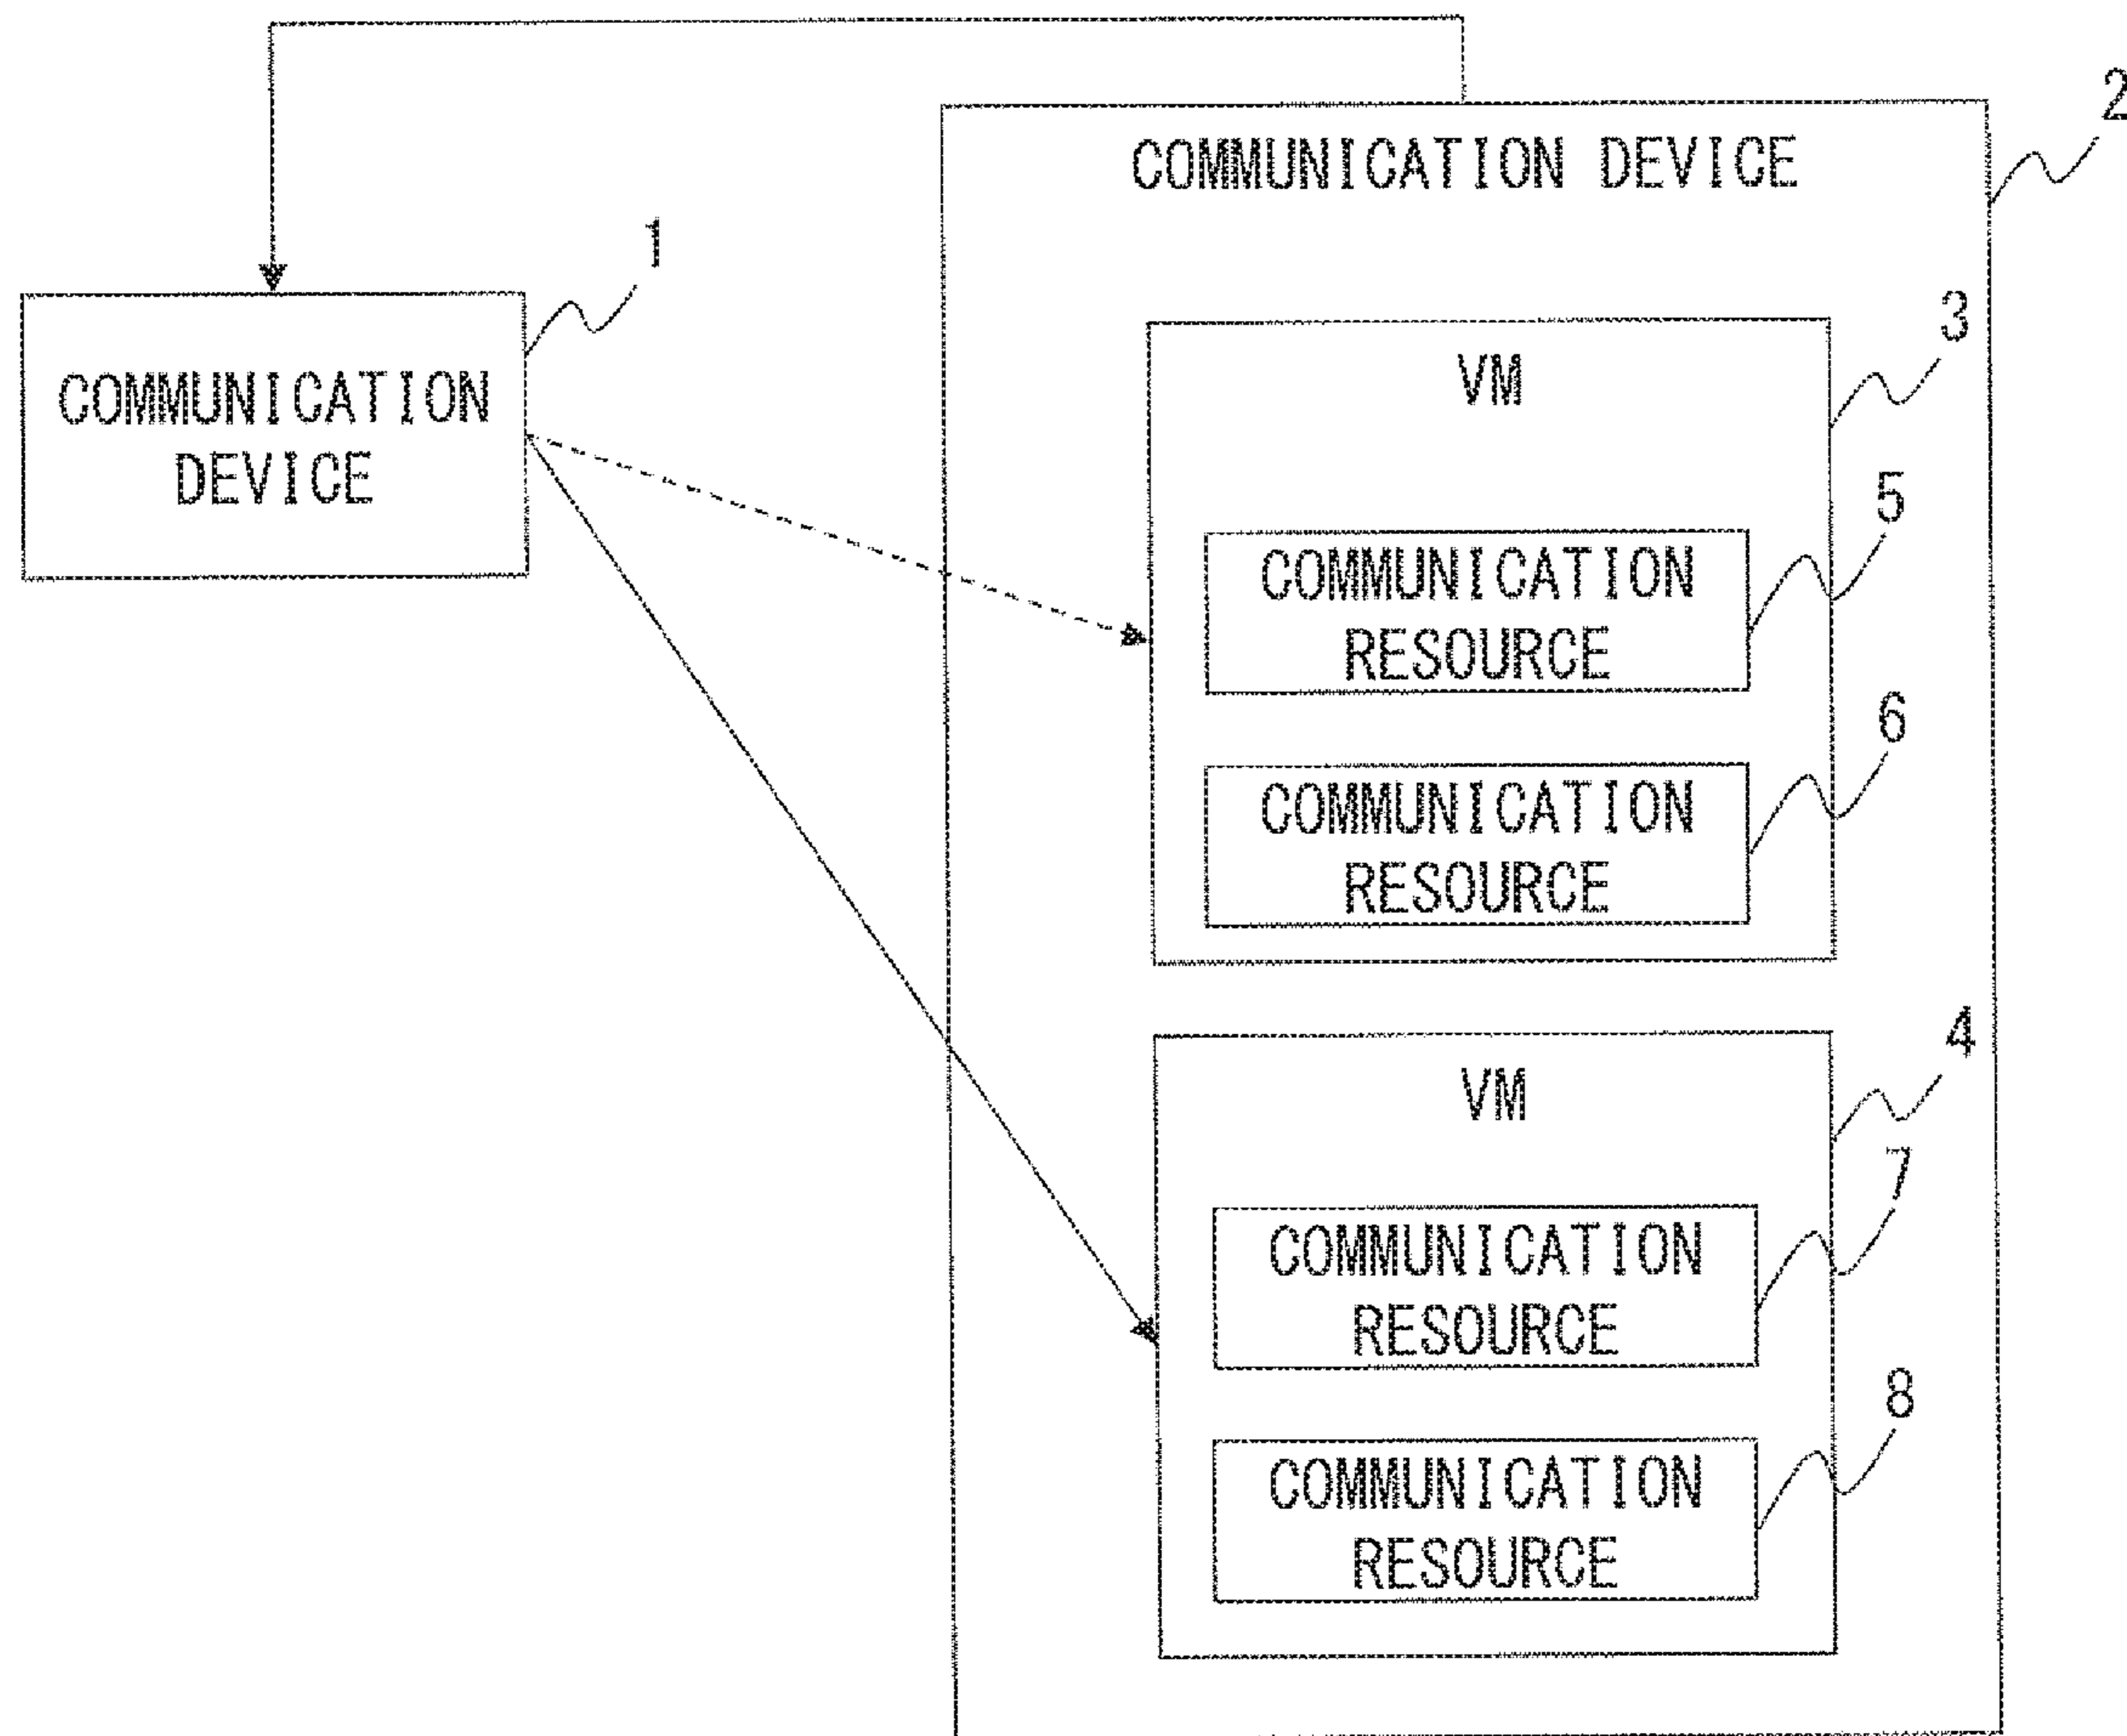 COMMUNICATION DEVICE
2
1
COMMUNICATION
DEVICE
3
VM
5
COMMUNICATION
RESOURCE
6
COMMUNICATION
RESOURCE
4
VM
7
COMMUNICATION
RESOURCE
8
COMMUNICATION
RESOURCE